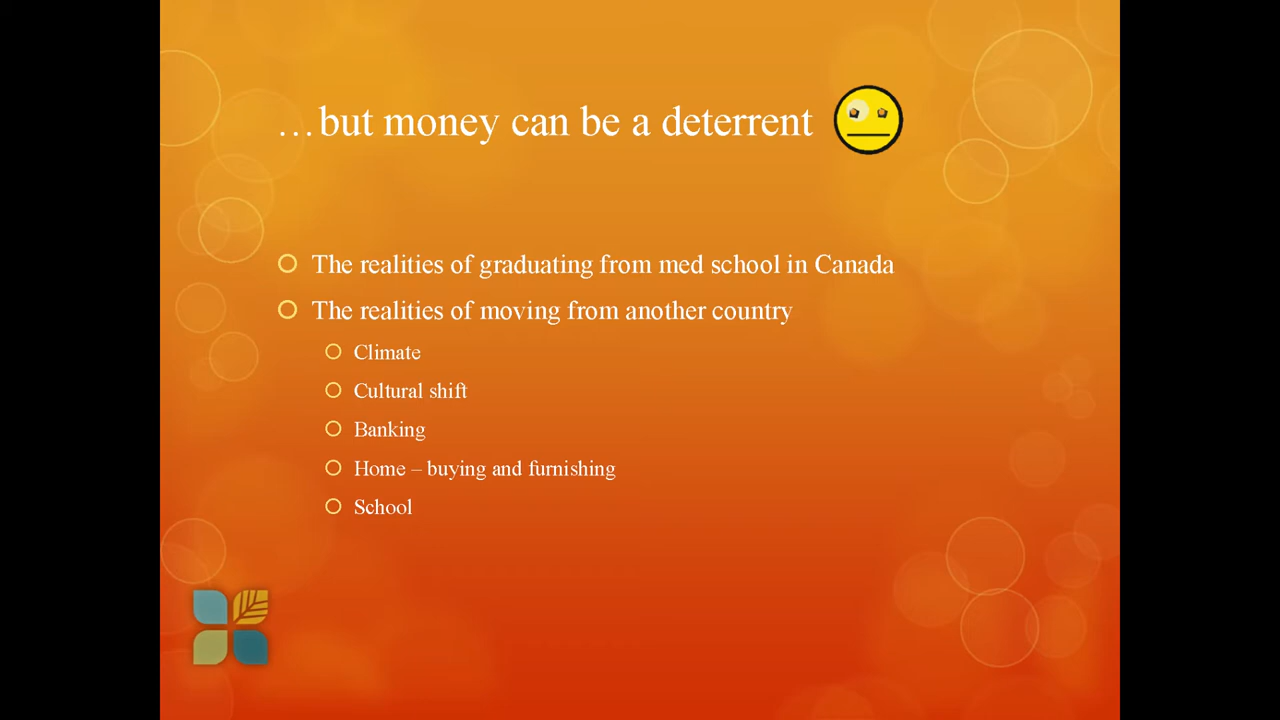 …but money can be a deterrent
The realities of graduating from med school in Canada
The realities of moving from another country
Climate
Cultural shift
Banking
Home – buying and furnishing
School